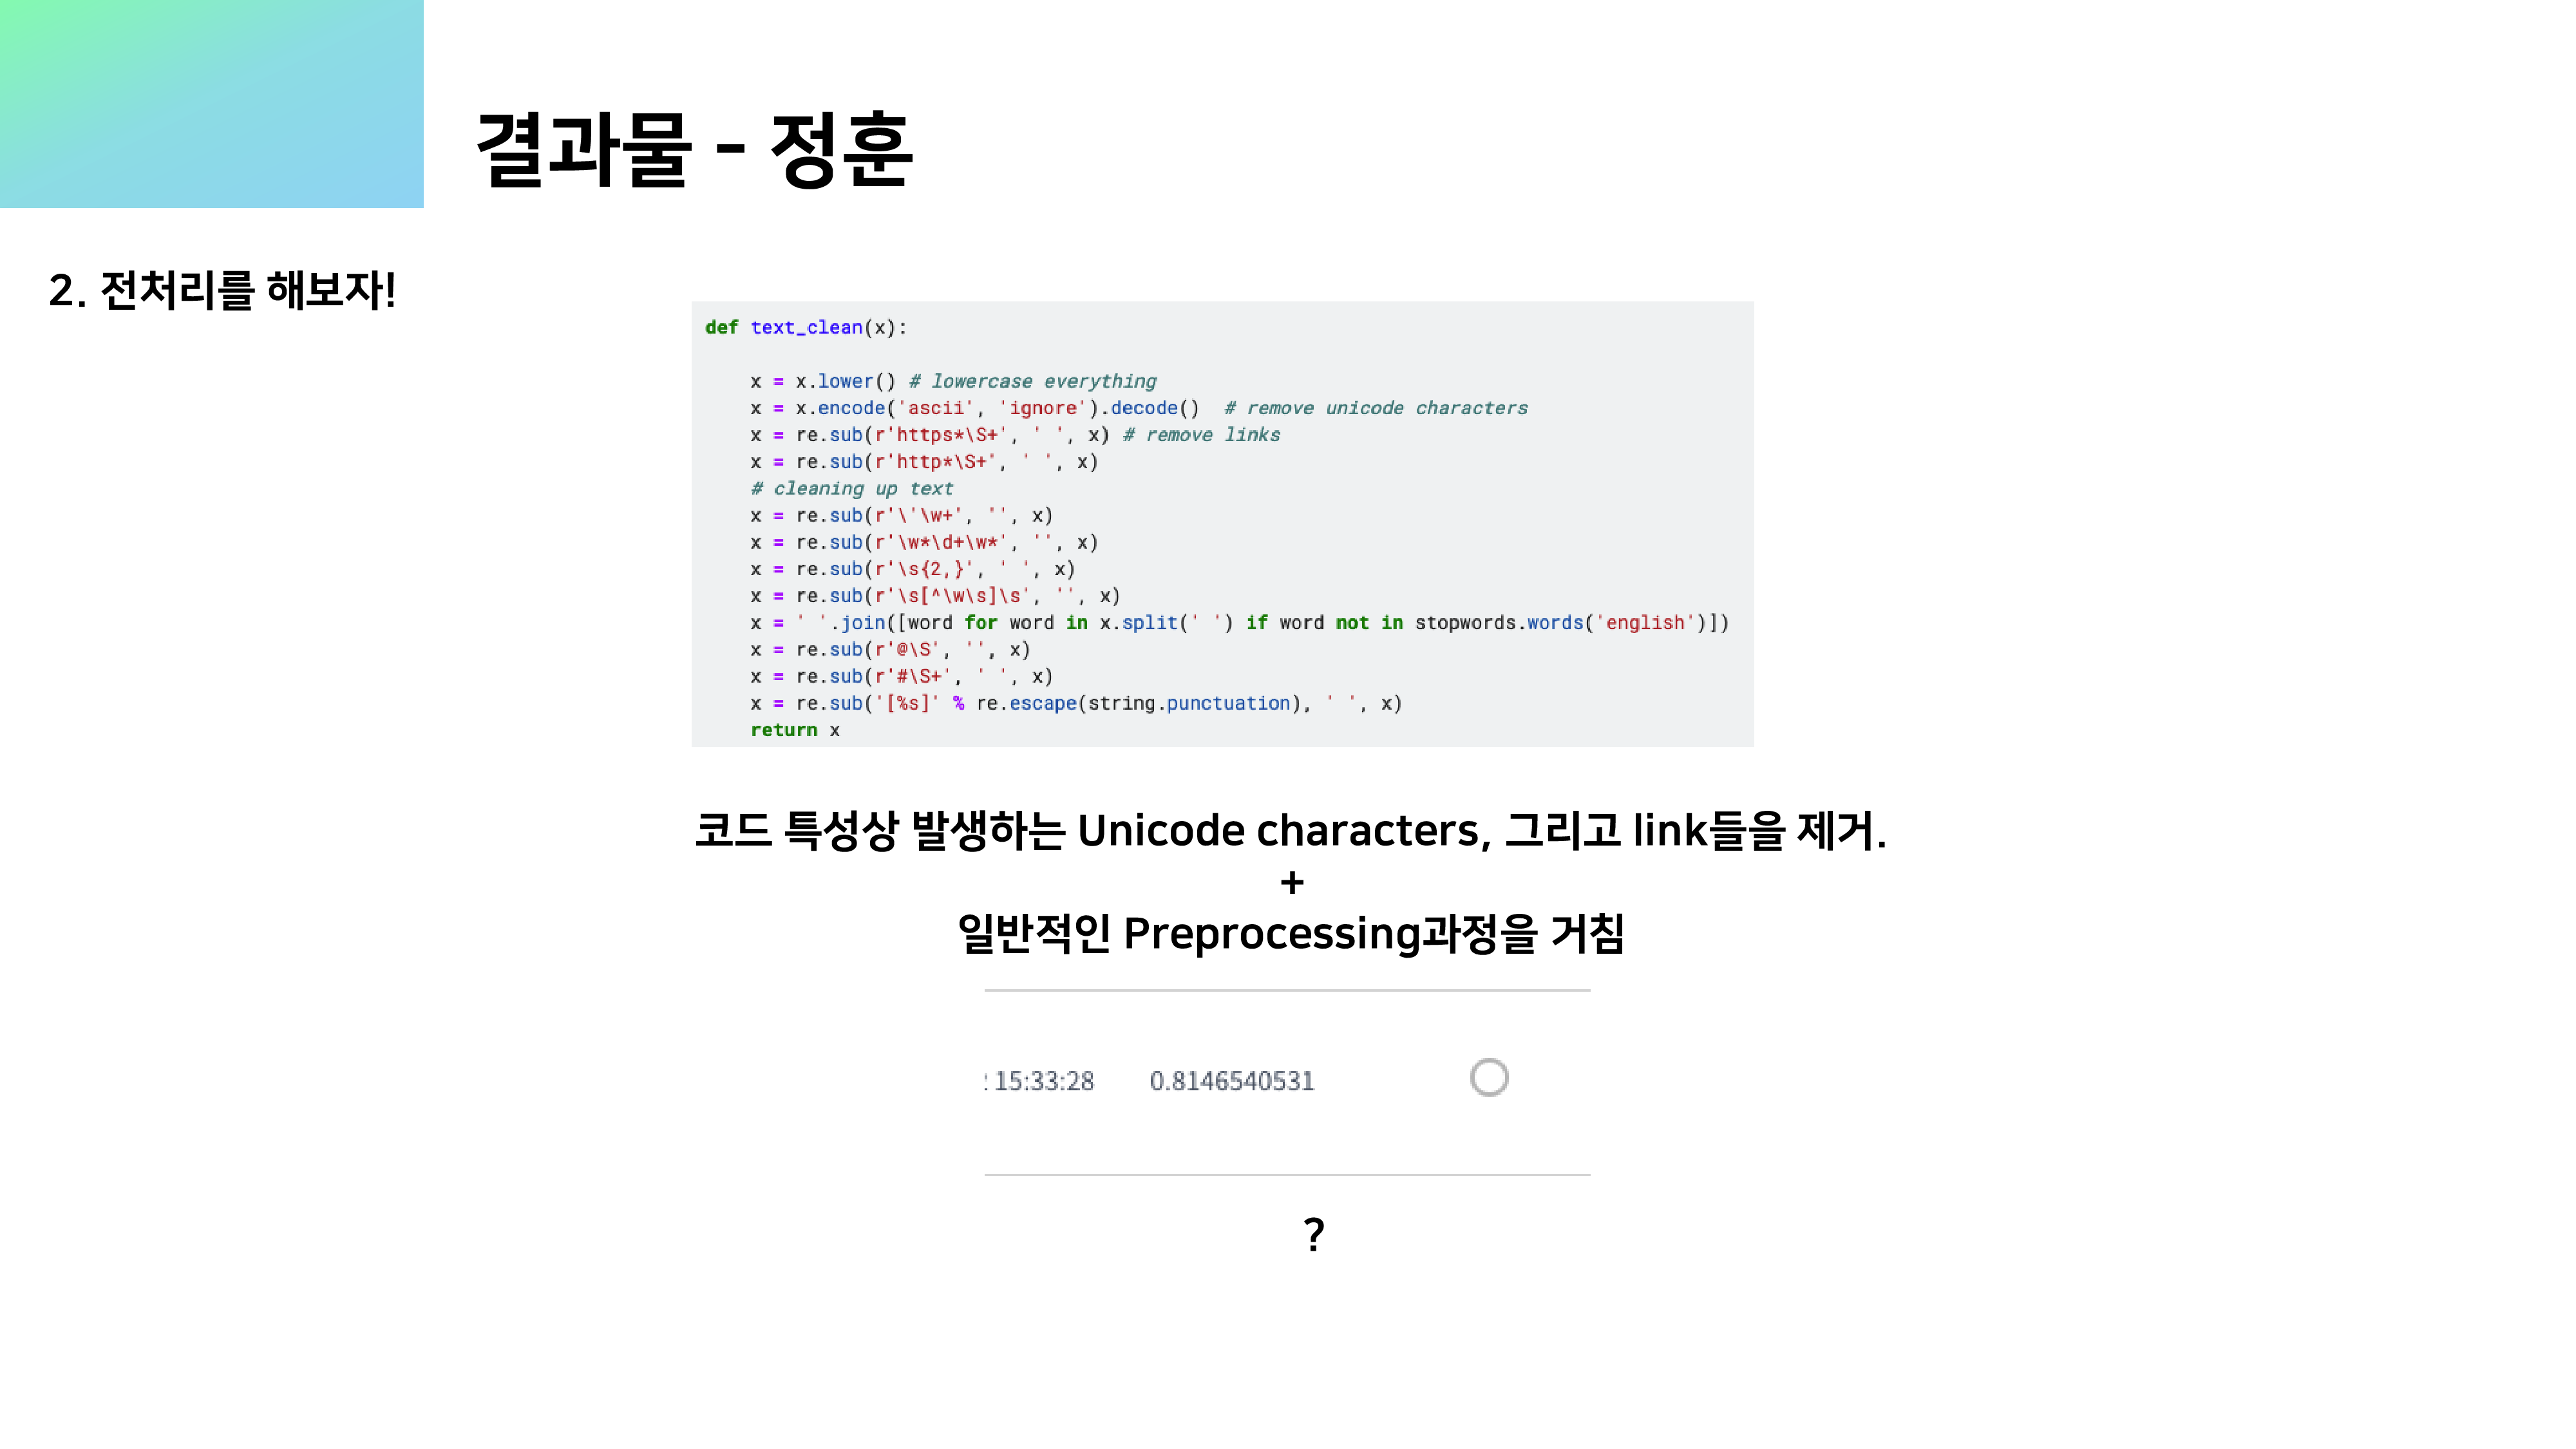 결과물 - 정훈
2. 전처리를 해보자!
def text_clean(x):
    x = x.lower() # lowercase everything
    x = x.encode('ascii', 'ignore').decode()  # remove unicode characters
    x = re.sub(r'https*\S+', ' ', x) # remove links
    x = re.sub(r'http*\S+', ' ', x)
    # cleaning up text
    x = re.sub(r'\'\w+', '', x)
    x = re.sub(r'\w*\d+\w*', '', x)
    x = re.sub(r'\s{2,}', ' ', x)
    x = re.sub(r'\s[^\w\s]\s', '', x)
    x = ' '.join([word for word in x.split(' ') if word not in stopwords.words('english')])
    x = re.sub(r'@\S', '', x)
    x = re.sub(r'#\S+', ' ', x)
    x = re.sub('[%s]' % re.escape(string.punctuation), ' ', x)
    return x
코드 특성상 발생하는 Unicode characters, 그리고 link들을 제거.
+
일반적인 Preprocessing과정을 거침
15:33:28 0.8146540531
?